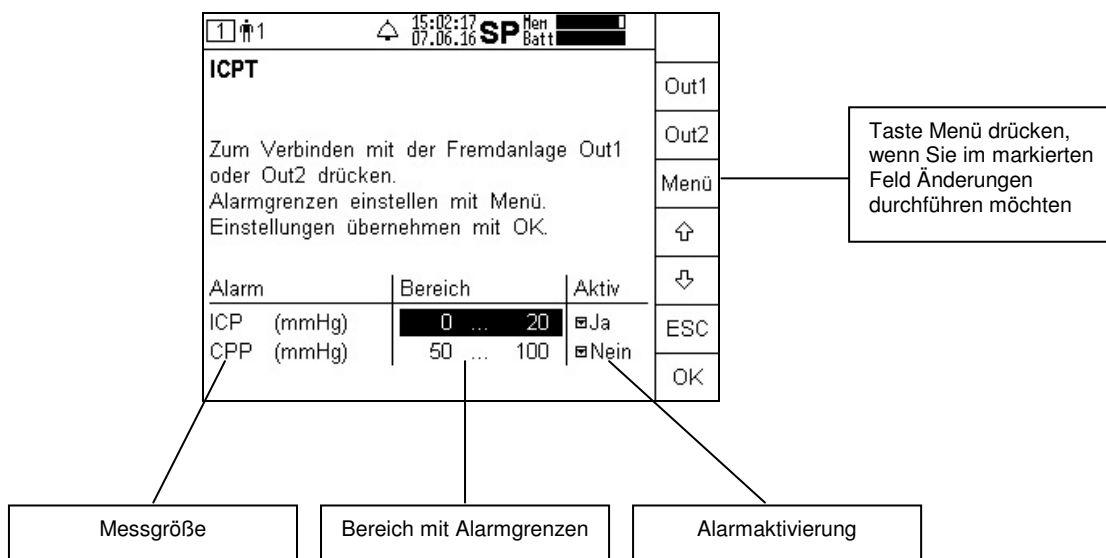 1 1 15:02:17 SP Mem
07.06.16 Batt
ICPT
Out1
Out2
Menü
ESC
OK
Zum Verbinden mit der Fremdanlage Out1
oder Out2 drücken.
Alarmgrenzen einstellen mit Menü.
Einstellungen übernehmen mit OK.
Alarm Bereich Aktiv
ICP (mmHg) 0 ... 20 Ja
CPP (mmHg) 50 ... 100 Nein
Taste Menü drücken,
wenn Sie im markierten
Feld Änderungen
durchführen möchten
Messgröße
Bereich mit Alarmgrenzen
Alarmaktivierung